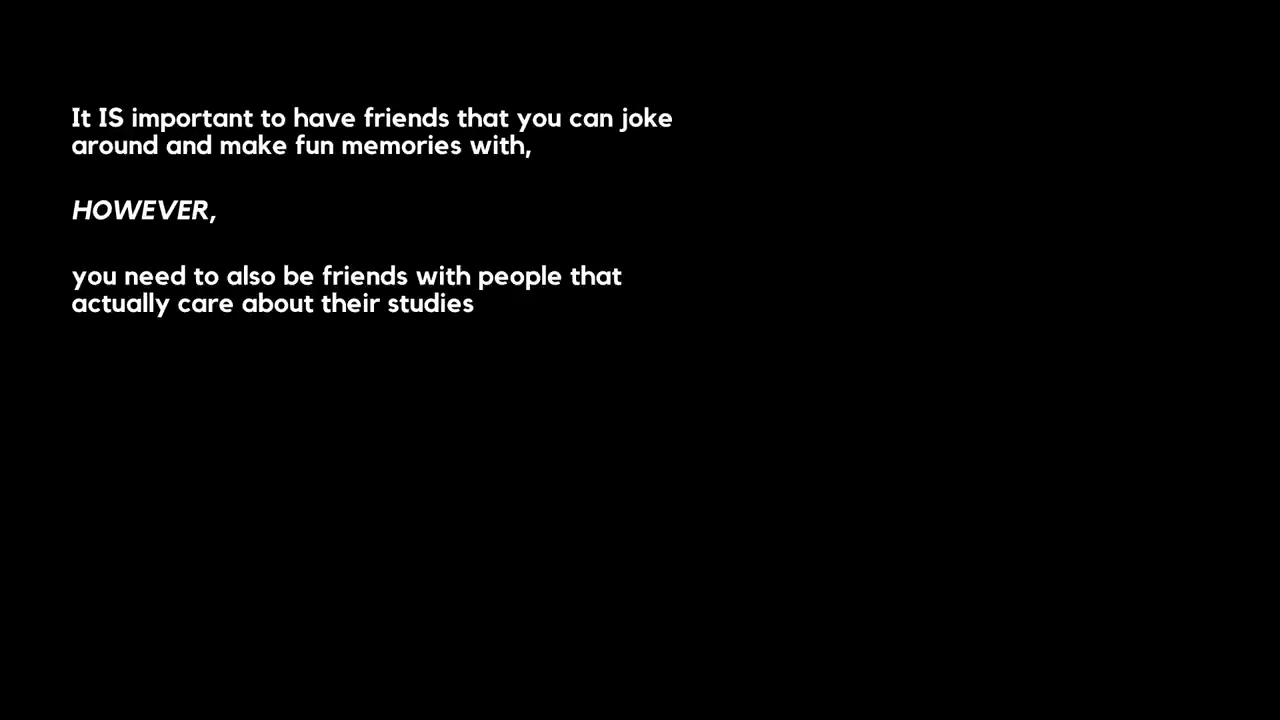 It IS important to have friends that you can joke
around and make fun memories with,
HOWEVER,
you need to also be friends with people that
actually care about their studies